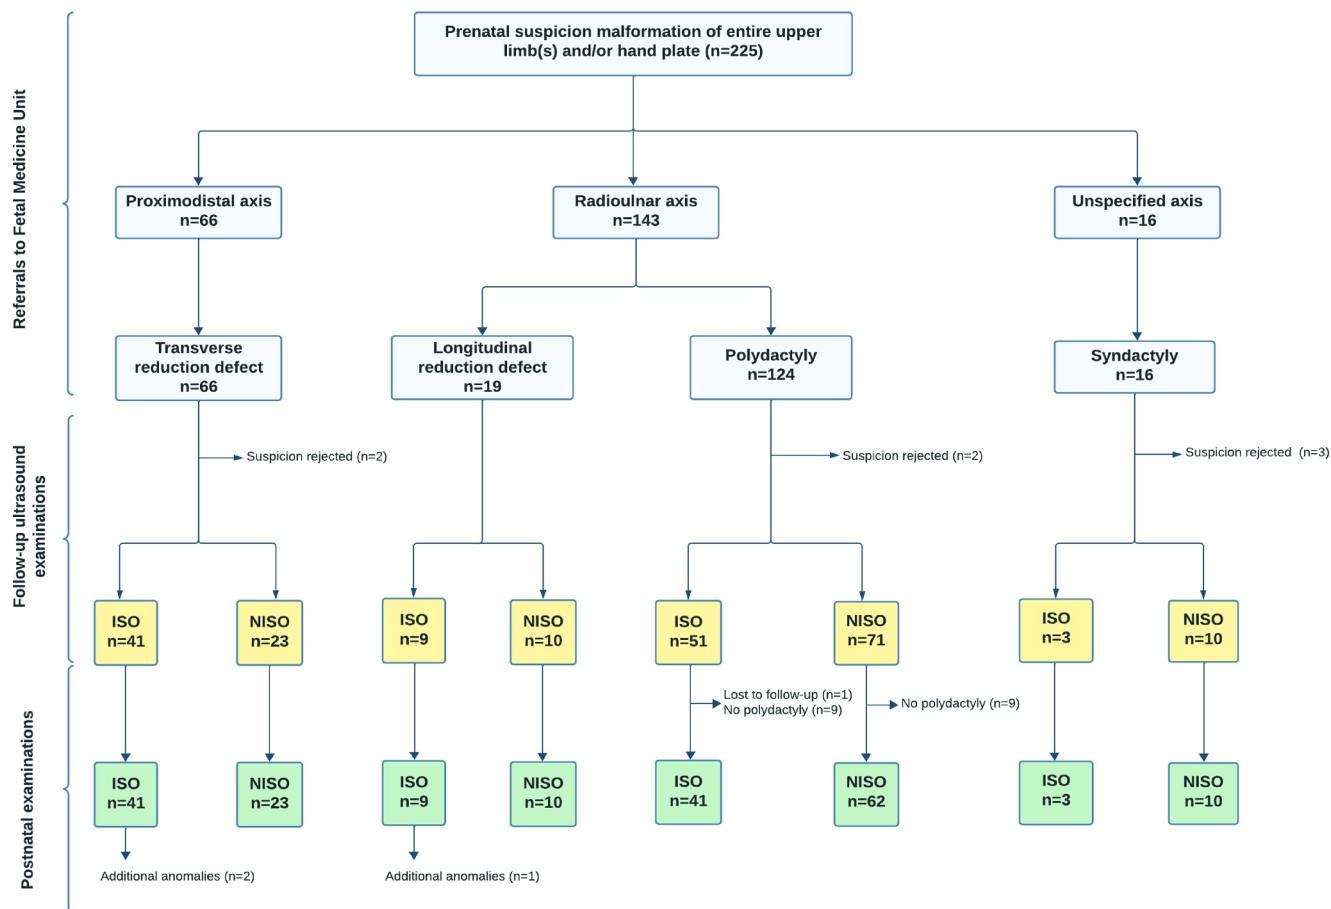 Prenatal suspicion malformation of entire upper
limb(s) and/or hand plate (n=225)
Referrals to Fetal Medicine Unit
Proximodistal axis
n=66
Radioulnar axis
n=143
Unspecified axis
n=16
Transverse
reduction defect
n=66
Longitudinal
reduction defect
n=19
Polydactyly
n=124
Syndactyly
n=16
Follow-up ultrasound
examinations
Suspicion rejected (n=2)
Suspicion rejected (n=2)
Suspicion rejected (n=3)
ISO
n=41
NISO
n=23
ISO
n=9
NISO
n=10
ISO
n=51
NISO
n=71
ISO
n=3
NISO
n=10
Postnatal examinations
Lost to follow-up (n=1)
No polydactyly (n=9)
No polydactyly (n=9)
ISO
n=41
NISO
n=23
ISO
n=9
NISO
n=10
ISO
n=41
NISO
n=62
ISO
n=3
NISO
n=10
Additional anomalies (n=2)
Additional anomalies (n=1)